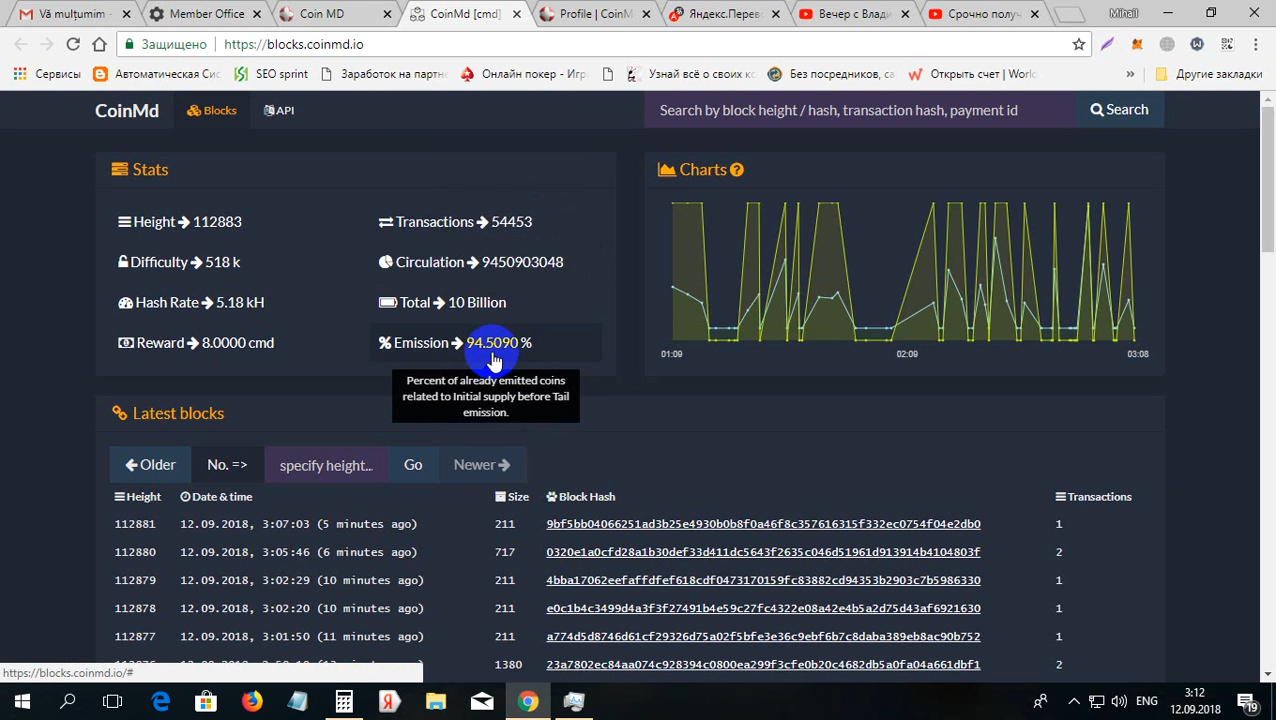 Vă mulțumim -
Member Office
Coin MD
CoinMd [cmd]
Profile | CoinM
Яндекс.Перев
Вечер с Влади
Срочно получ
Mihail
Защищено
https://blocks.coinmd.io
Сервисы
Автоматическая Сис
SEO sprint
Заработок на партн
Онлайн покер - Игр
Узнай всё о своих ко
Без посредников, са
Открыть счет | World
Другие закладки
CoinMd Blocks API
Search by block height / hash, transaction hash, payment id
Search
Stats
Charts
Height 112883
Transactions 54453
Difficulty 518 k
Circulation 9450903048
Hash Rate 5.18 kH
Total 10 Billion
Reward 8.0000 cmd
Emission 94.5090 %
01:09 02:09 03:08
Percent of already emitted coins
related to Initial supply before Tail
emission.
Latest blocks
Older No. => specify height... Go Newer
Height Date & time Size Block Hash Transactions
112881 12.09.2018, 3:07:03 (5 minutes ago) 211 9bf5bb04066251ad3b25e4930b0b8f0a46f8c357616315f332ec0754f04e2db0 1
112880 12.09.2018, 3:05:46 (6 minutes ago) 717 0320e1a0cfd28a1b30def33d411dc5643f2635c046d51961d913914b4104803f 2
112879 12.09.2018, 3:02:29 (10 minutes ago) 211 4bba17062eefaffdfef618cdf0473170159fc83882cd94353b2903c7b5986330 1
112878 12.09.2018, 3:02:20 (10 minutes ago) 211 e0c1b4c3499d4a3f3f27491b4e59c27fc4322e08a42e4b5a2d75d43af6921630 1
112877 12.09.2018, 3:01:50 (11 minutes ago) 211 a774d5d8746d61cf29326d75a02f5bfe3e36c9ebf6b7c8daba389eb8ac90b752 1
1380 2
https://blocks.coinmd.io/#
ENG
3:12
12.09.2018
19